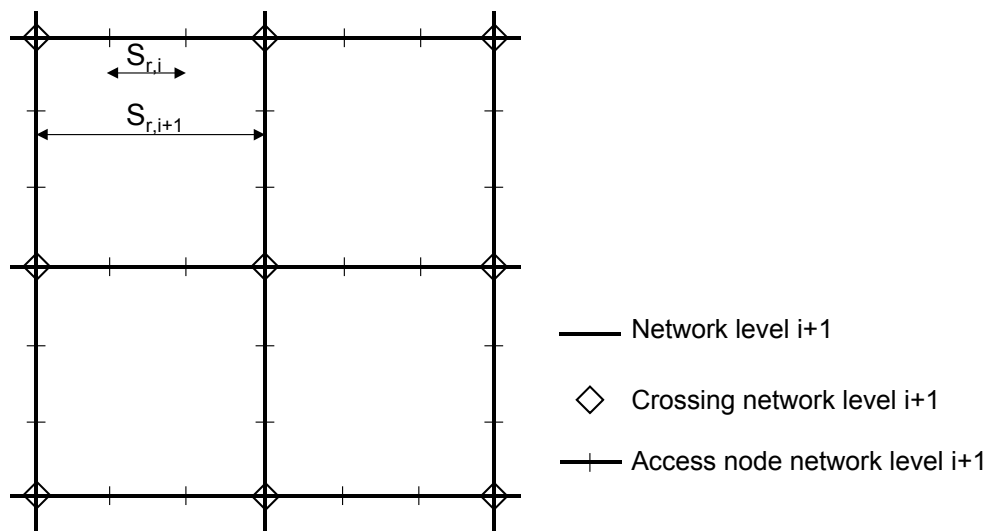 S_{r,i}
S_{r,i+1}
Network level i+1
Crossing network level i+1
Access node network level i+1